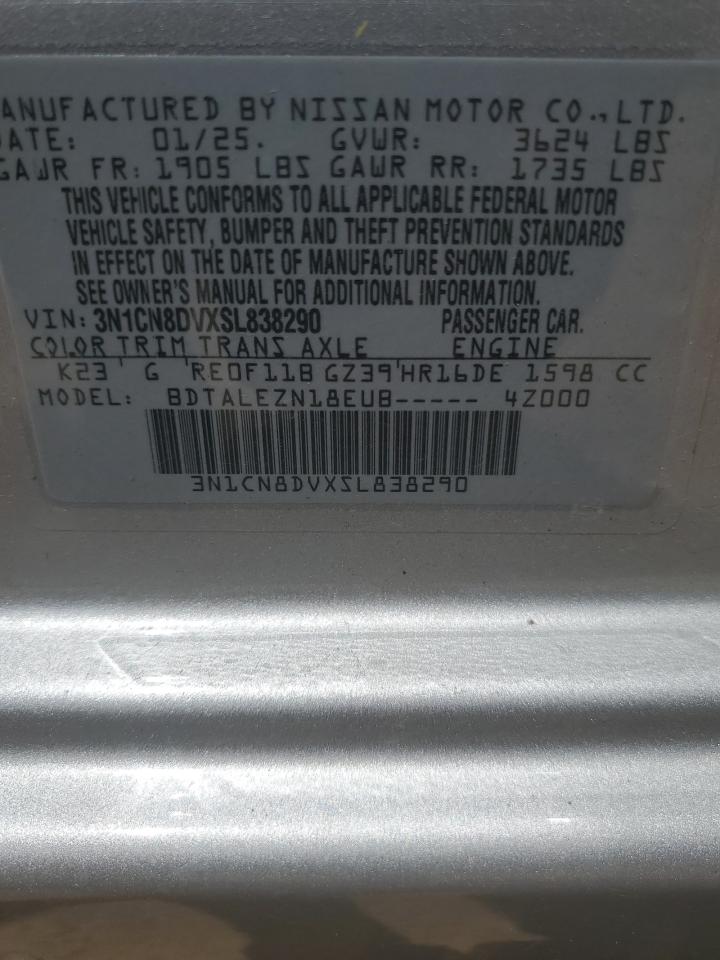 ANUFACTURED BY NISSAN MOTOR CO., LTD.
DATE: 01/25. GVWR: 3624 LBS
GAWR FR: 1905 LBS GAWR RR: 1735 LBS
THIS VEHICLE CONFORMS TO ALL APPLICABLE FEDERAL MOTOR
VEHICLE SAFETY, BUMPER AND THEFT PREVENTION STANDARDS
IN EFFECT ON THE DATE OF MANUFACTURE SHOWN ABOVE.
SEE OWNER'S MANUAL FOR ADDITIONAL INFORMATION.
VIN: 3N1CN8DVXSL838290 PASSENGER CAR.
COLOR TRIM TRANS AXLE ENGINE
K23 G RE0F11B GZ39 HR16DE 1598 CC
MODEL: BDTALEZN18EUB----- 4Z000
3N1CN8DVXSL838290